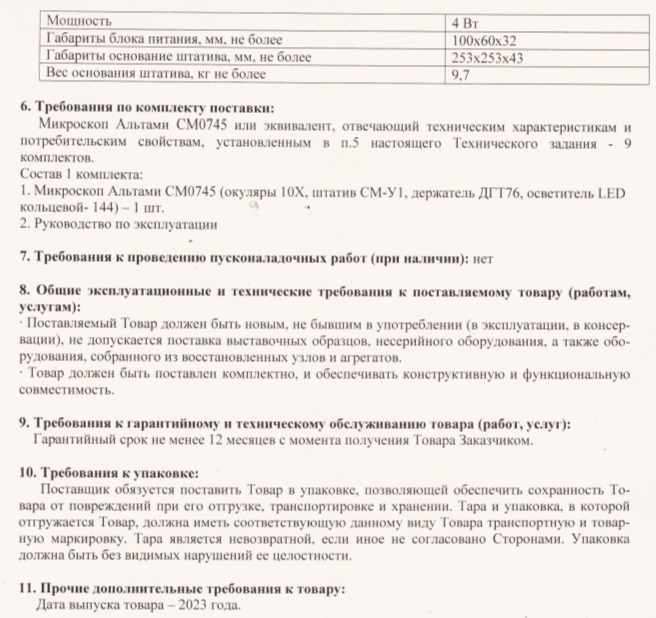 Мощность 4 Вт
Габариты блока питания, мм, не более 100х60х32
Габариты основание штатива, мм, не более 253х253х43
Вес основания штатива, кг не более 9,7
6. Требования по комплекту поставки:
Микроскоп Альтами СМ0745 или эквивалент, отвечающий техническим характеристикам и
потребительским свойствам, установленным в п.5 настоящего Технического задания - 9
комплектов.
Состав 1 комплекта:
1. Микроскоп Альтами СМ0745 (окуляры 10Х, штатив СМ-У1, держатель ДГТ76, осветитель LED
кольцевой- 144) – 1 шт.
2. Руководство по эксплуатации
7. Требования к проведению пусконаладочных работ (при наличии): нет
8. Общие эксплуатационные и технические требования к поставляемому товару (работам,
услугам):
· Поставляемый Товар должен быть новым, не бывшим в употреблении (в эксплуатации, в консер-
вации), не допускается поставка выставочных образцов, несерийного оборудования, а также обо-
рудования, собранного из восстановленных узлов и агрегатов.
· Товар должен быть поставлен комплектно, и обеспечивать конструктивную и функциональную
совместимость.
9. Требования к гарантийному и техническому обслуживанию товара (работ, услуг):
Гарантийный срок не менее 12 месяцев с момента получения Товара Заказчиком.
10. Требования к упаковке:
Поставщик обязуется поставить Товар в упаковке, позволяющей обеспечить сохранность То-
вара от повреждений при его отгрузке, транспортировке и хранении. Тара и упаковка, в которой
отгружается Товар, должна иметь соответствующую данному виду Товара транспортную и товар-
ную маркировку. Тара является невозвратной, если иное не согласовано Сторонами. Упаковка
должна быть без видимых нарушений ее целостности.
11. Прочие дополнительные требования к товару:
Дата выпуска товара – 2023 года.